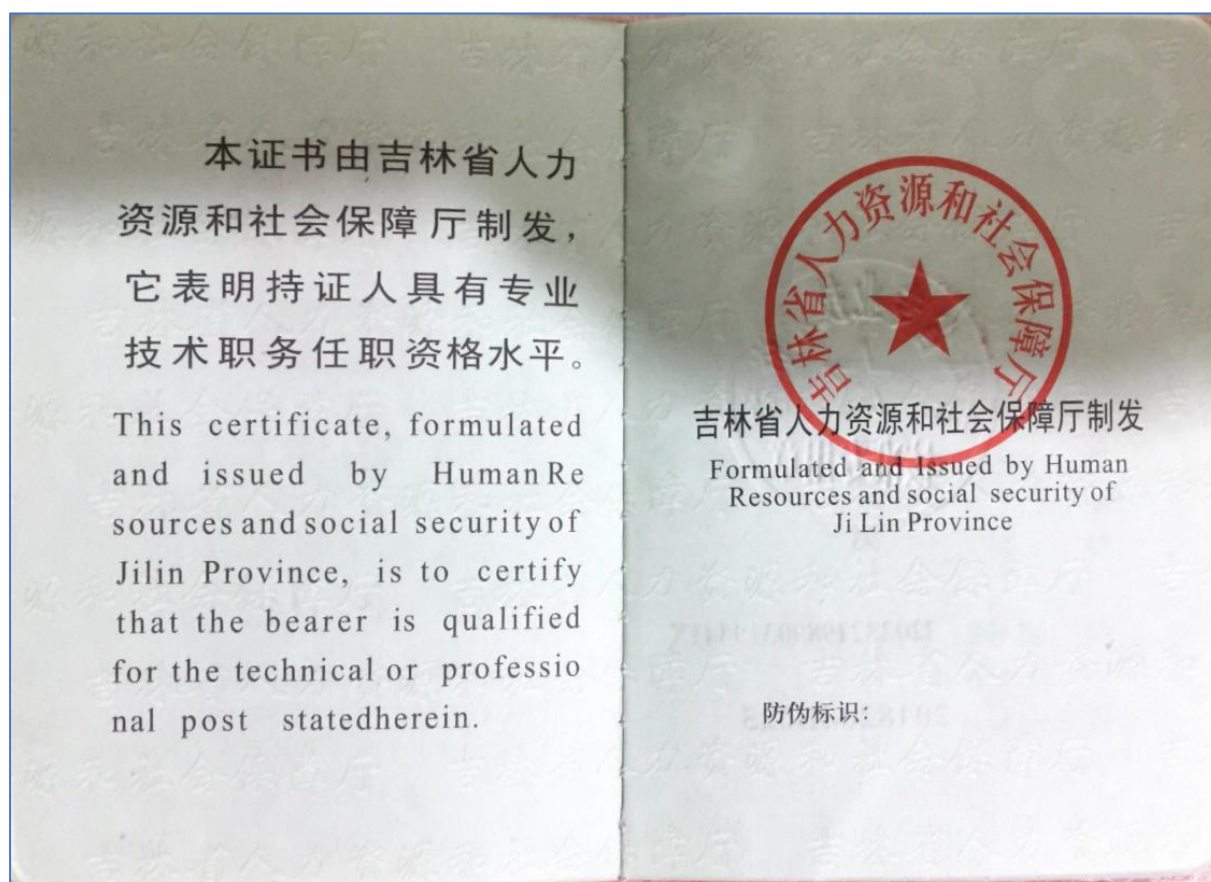 本证书由吉林省人力
资源和社会保障厅制发，
它表明持证人具有专业
技术职务任职资格水平。
This certificate, formulated
and issued by Human Re
sources and social security of
Jilin Province, is to certify
that the bearer is qualified
for the technical or professio
nal post statedherein.
吉林省人力资源和社会保障厅
吉林省人力资源和社会保障厅制发
Formulated and Issued by Human
Resources and social security of
Ji Lin Province
防伪标识：